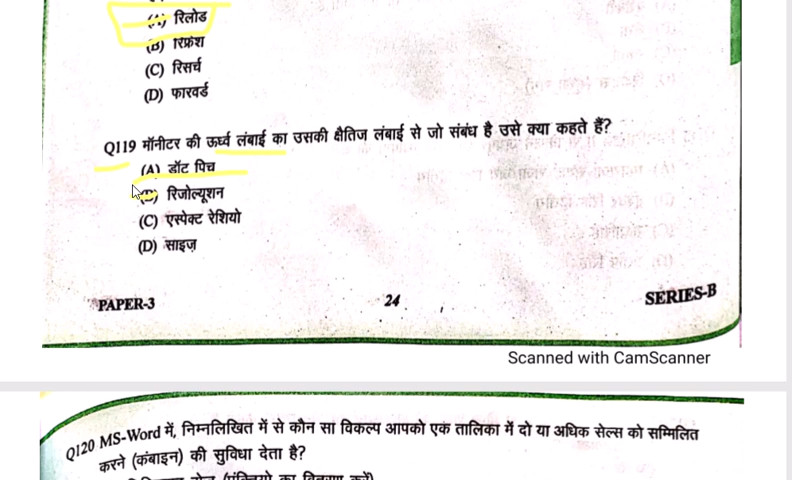 (A) रिलोड
(B) रिफ्रेश
(C) रिसर्च
(D) फारवर्ड
Q119 मॉनीटर की ऊर्ध्व लंबाई का उसकी क्षैतिज लंबाई से जो संबंध है उसे क्या कहते हैं?
(A) डॉट पिच
(B) रिजोल्यूशन
(C) एस्पेक्ट रेशियो
(D) साइज़
PAPER-3
24
SERIES-B
Scanned with CamScanner
Q120 MS-Word में, निम्नलिखित में से कौन सा विकल्प आपको एक तालिका में दो या अधिक सेल्स को सम्मिलित
करने (कंबाइन) की सुविधा देता है?